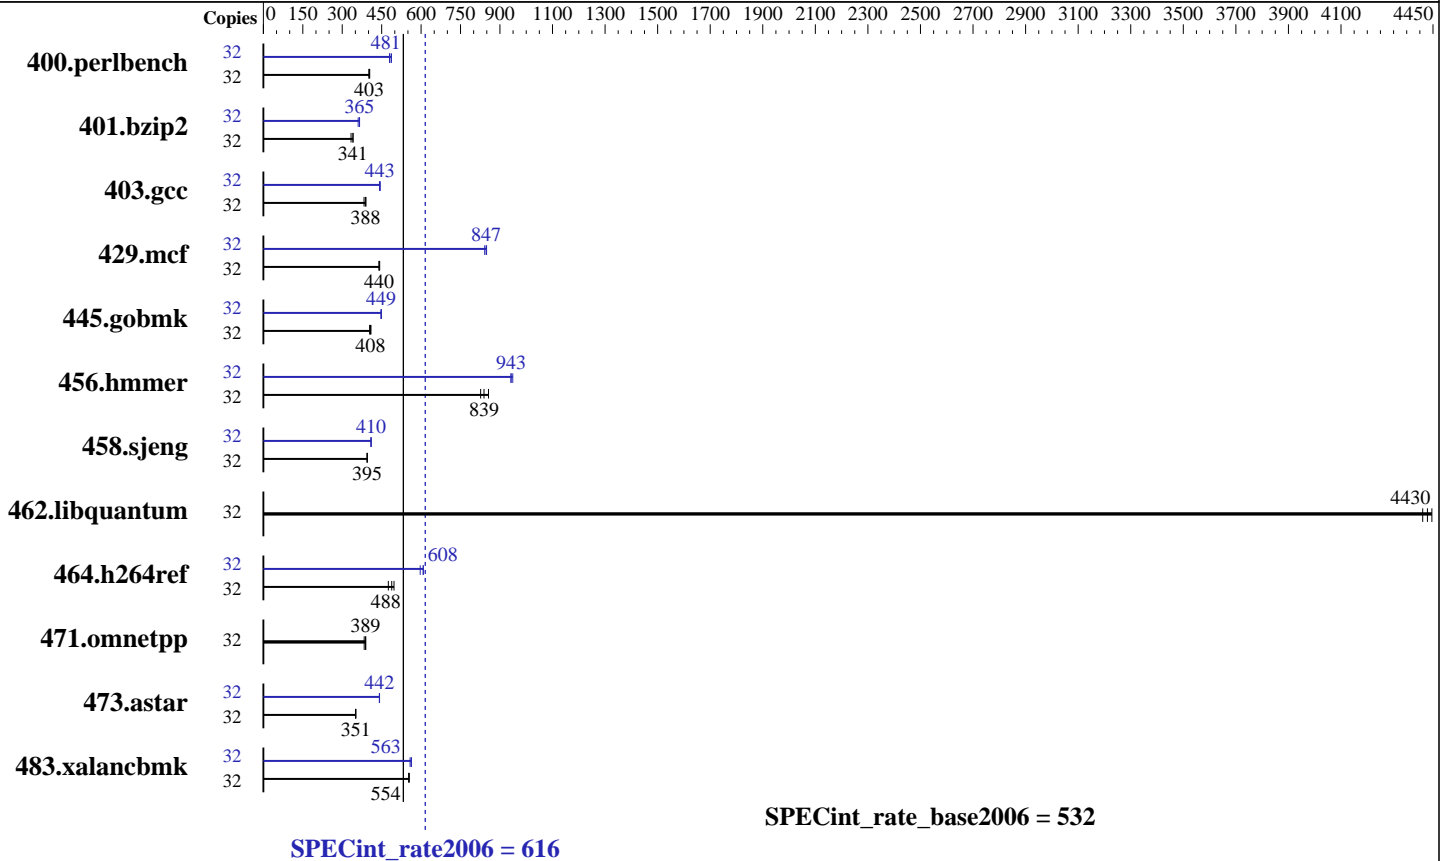 Copies 0 150 300 450 600 750 900 1100 1300 1500 1700 1900 2100 2300 2500 2700 2900 3100 3300 3500 3700 3900 4100 4450
400.perlbench 32 481
32 403
401.bzip2 32 365
32 341
403.gcc 32 443
32 388
429.mcf 32 847
32 440
445.gobmk 32 449
32 408
456.hmmer 32 943
32 839
458.sjeng 32 410
32 395
462.libquantum 32 4430
464.h264ref 32 608
32 488
471.omnetpp 32 389
473.astar 32 442
32 351
483.xalancbmk 32 563
32 554
SPECint_rate_base2006 = 532
SPECint_rate2006 = 616